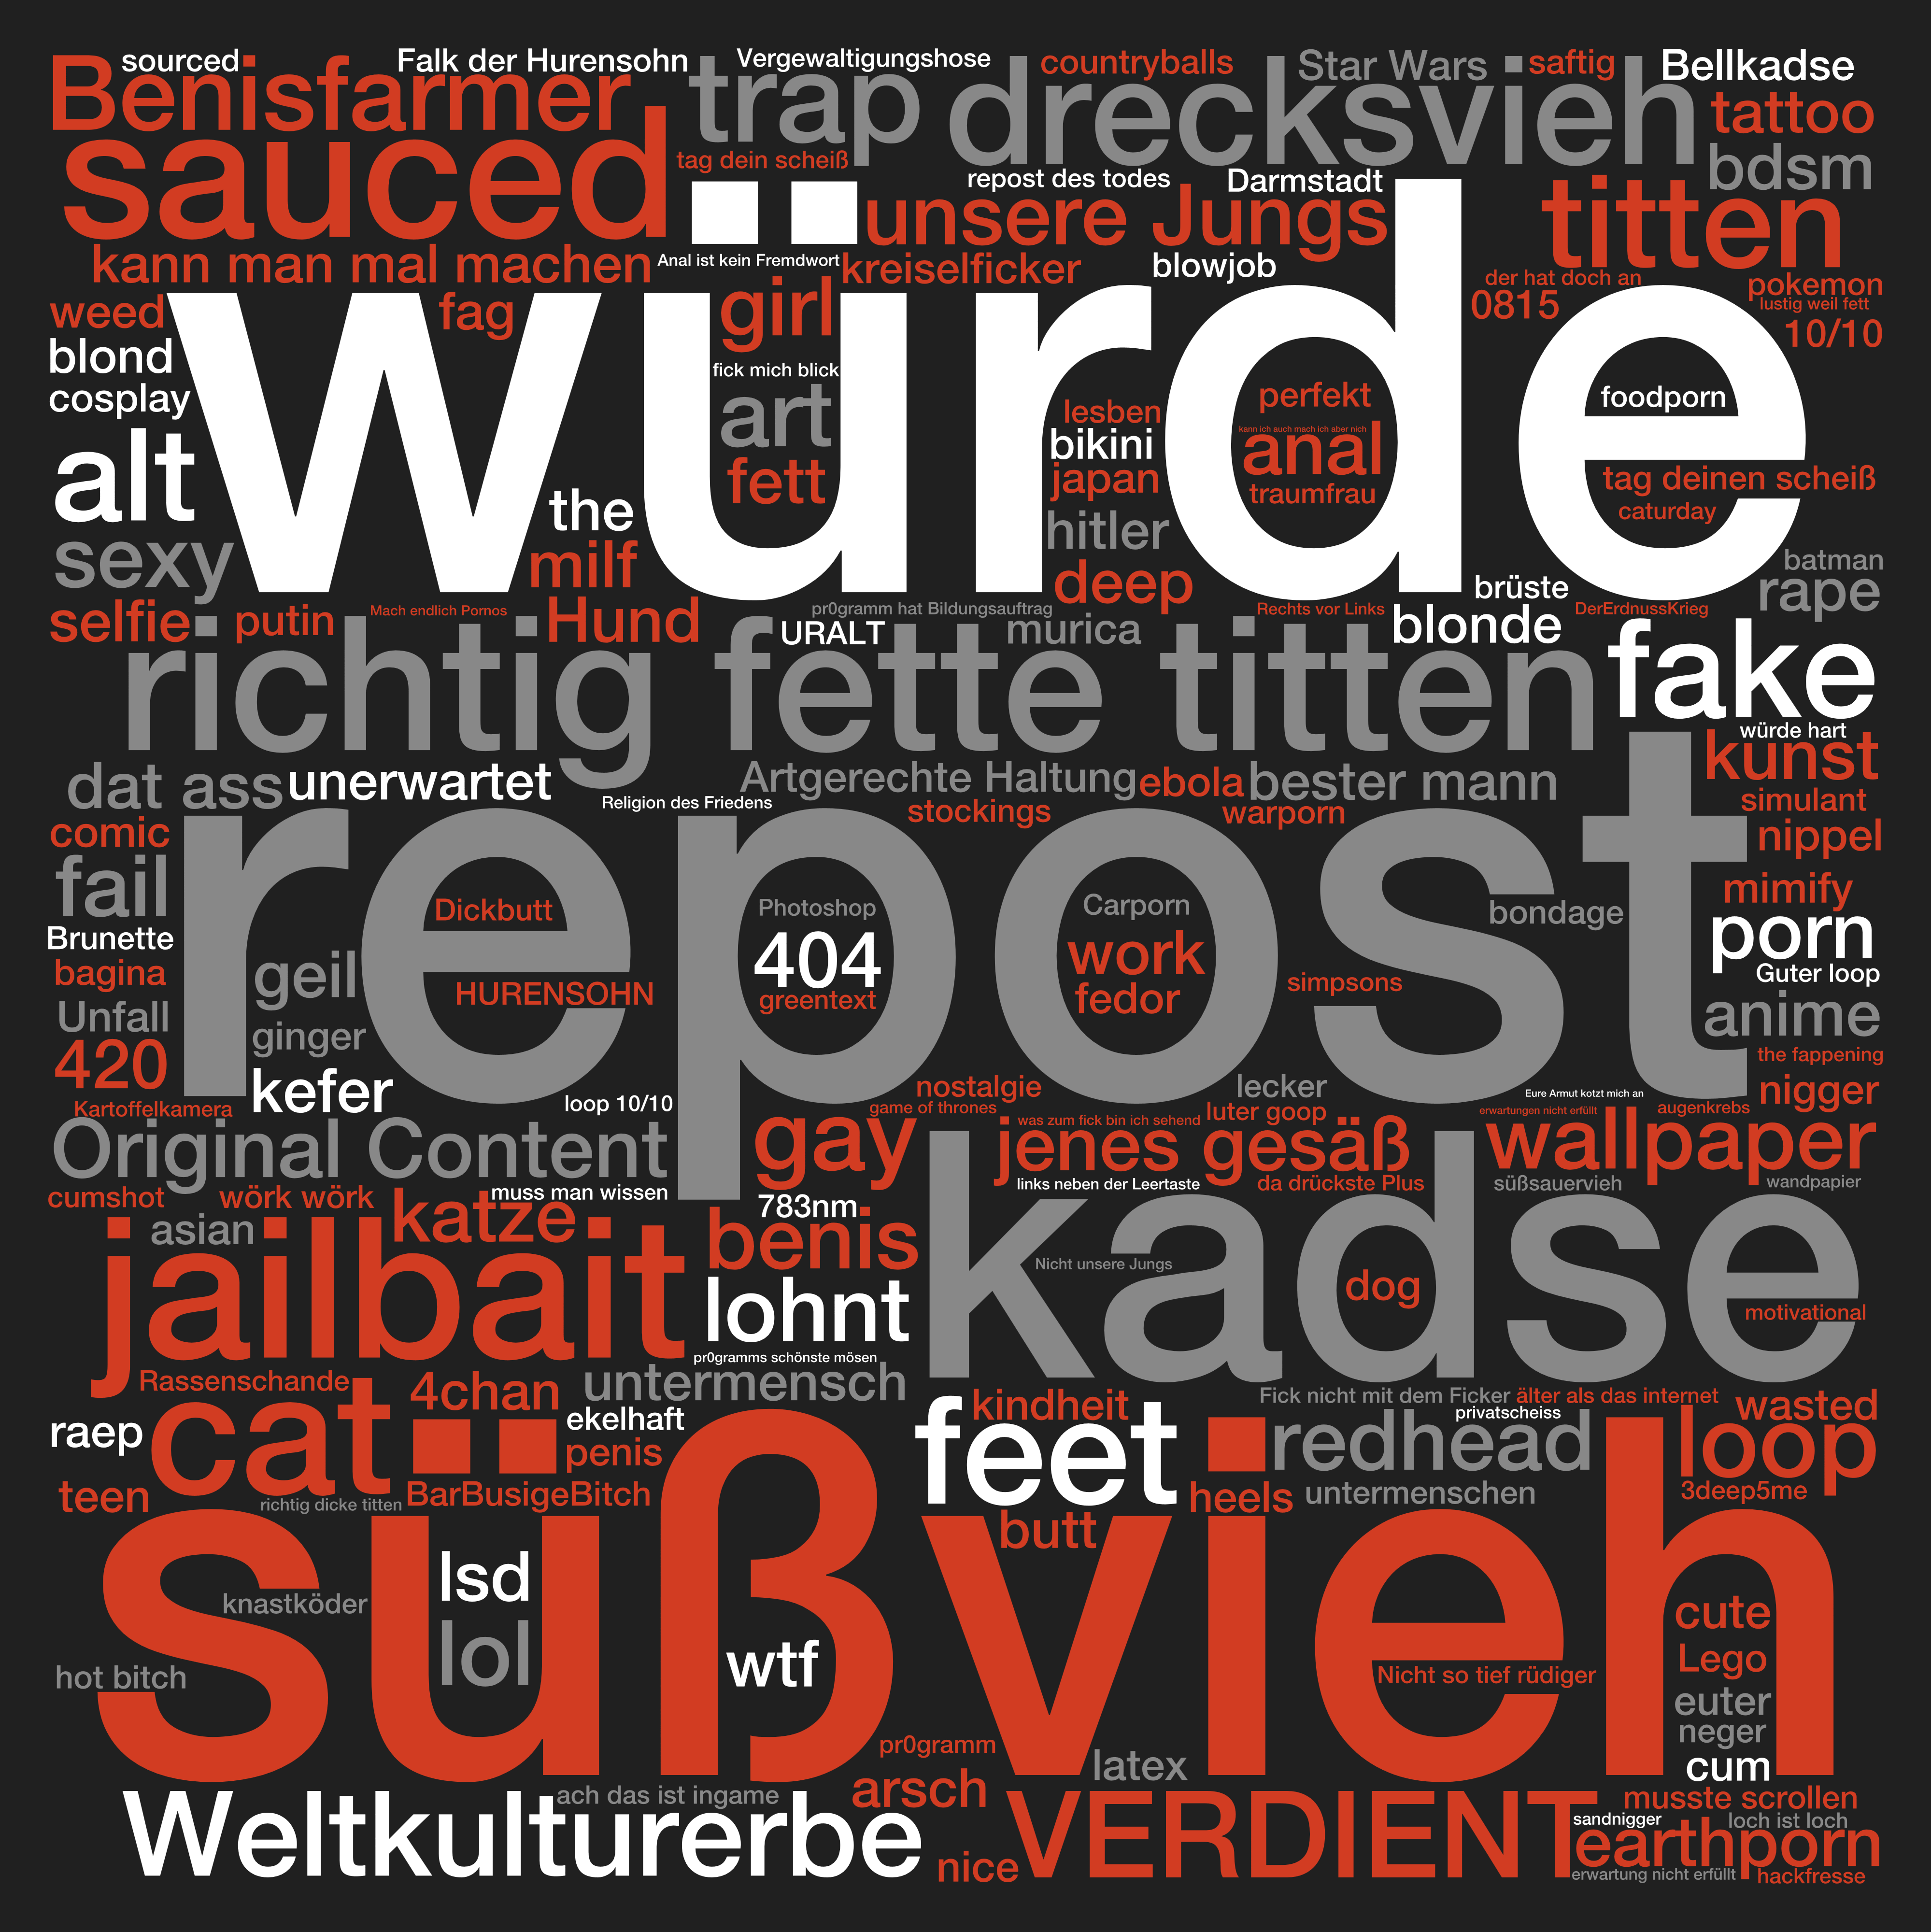 sourced
Falk der Hurensohn
Vergewaltigungshose
countryballs
Star Wars
saftig
Bellkadse
Benisfarmer
trap
drecksvieh
tattoo
sauced
tag dein scheiß
repost des todes
Darmstadt
bdsm
unsere Jungs
titten
kann man mal machen
Anal ist kein Fremdwort
kreiselficker
blowjob
der hat doch an
pokemon
weed
fag
girl
0815
lustig weil fett
10/10
würde
blond
fick mich blick
cosplay
art
lesben
perfekt
foodporn
kann ich auch mach ich aber nich
bikini
anal
alt
fett
japan
traumfrau
tag deinen scheiß
the
caturday
hitler
sexy
milf
deep
brüste
batman
rape
selfie
putin
Mach endlich Pornos
Hund
pr0gramm hat Bildungsauftrag
Rechts vor Links
DerErdnussKrieg
URALT
murica
blonde
richtig fette titten
fake
würde hart
kunst
dat ass
unerwartet
Artgerechte Haltung
ebola
bester mann
Religion des Friedens
stockings
warporn
simulant
comic
nippel
repost
fail
mimify
Dickbutt
Photoshop
Carporn
bondage
Brunette
porn
404
work
bagina
geil
HURENSOHN
greentext
fedor
simpsons
Guter loop
Unfall
ginger
anime
420
the fappening
kefer
nostalgie
lecker
Eure Armut kotzt mich an
nigger
Kartoffelkamera
loop 10/10
game of thrones
luter goop
erwartungen nicht erfüllt
augenkrebs
Original Content
gay
was zum fick bin ich sehend
jenes gesäß
wallpaper
cumshot
wörk wörk
katze
muss man wissen
links neben der Leertaste
da drückste Plus
süßsauervieh
wandpapier
asian
783nm
benis
kadse
jailbait
Nicht unsere Jungs
dog
lohnt
motivational
pr0gramms schönste mösen
Rassenschande
4chan
untermensch
kindheit
Fick nicht mit dem Ficker
älter als das internet
wasted
raep
cat
ekelhaft
feet
privatscheiss
redhead
loop
penis
teen
richtig dicke titten
BarBusigeBitch
heels
untermenschen
3deep5me
butt
süßvieh
lsd
knastköder
lol
cute
wtf
Lego
hot bitch
Nicht so tief rüdiger
euter
neger
pr0gramm
latex
cum
Weltkulturerbe
ach das ist ingame
arsch
VERDIENT
musste scrollen
sandnigger
loch ist loch
earthporn
nice
erwartung nicht erfüllt
hackfresse